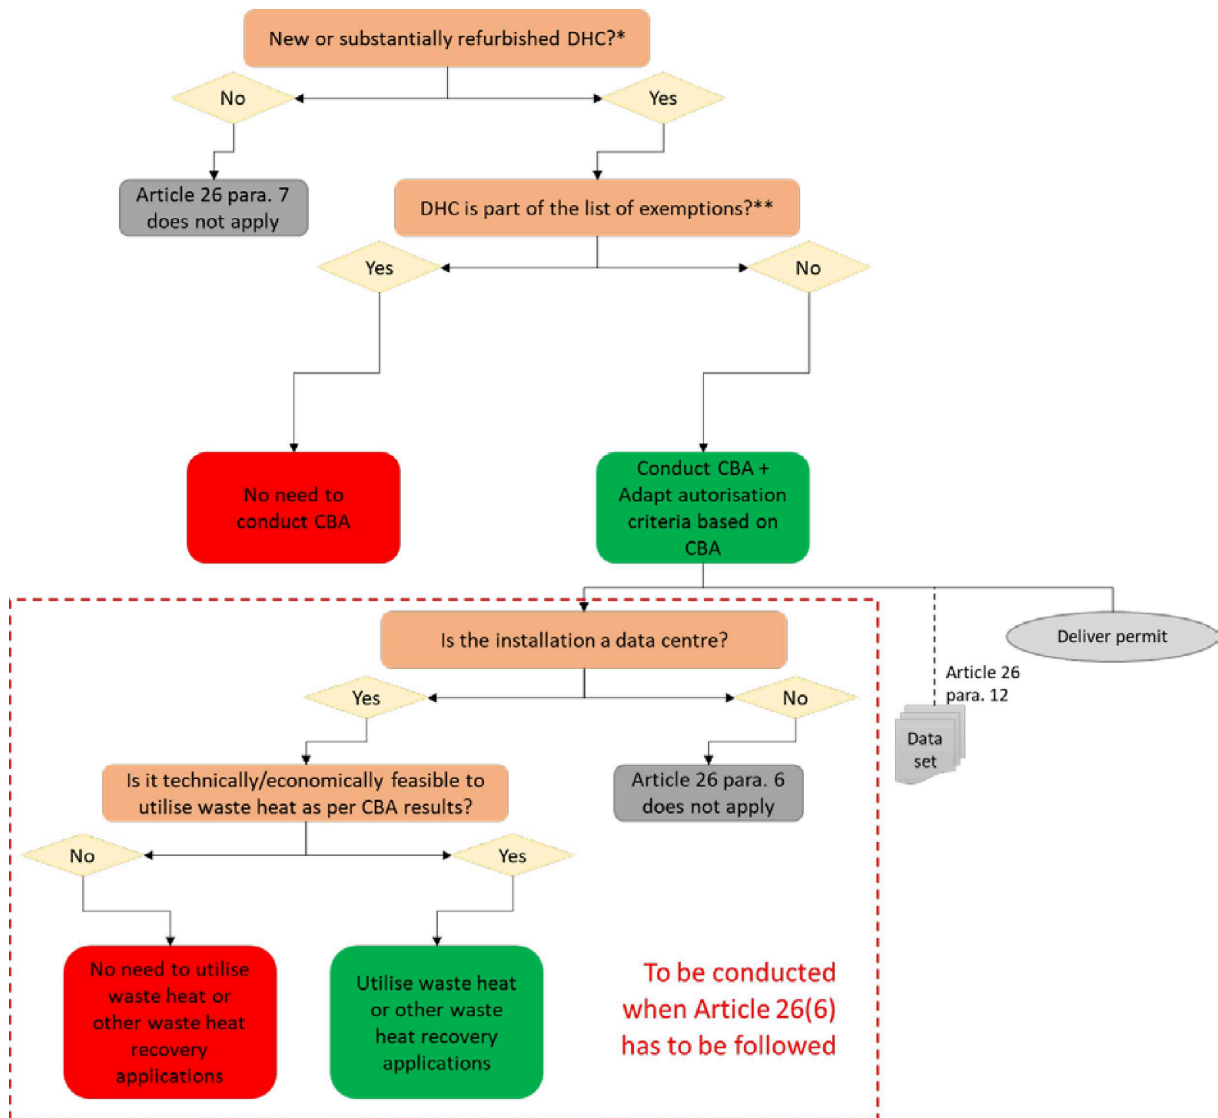 New or substantially refurbished DHC?*
No
Yes
Article 26 para. 7
does not apply
DHC is part of the list of exemptions?**
Yes
No
No need to
conduct CBA
Conduct CBA +
Adapt autorisation
criteria based on
CBA
Is the installation a data centre?
Deliver permit
Article 26
para. 12
Data
set
Yes
No
Is it technically/economically feasible to
utilise waste heat as per CBA results?
Article 26 para. 6
does not apply
No
Yes
No need to utilise
waste heat or
other waste heat
recovery
applications
Utilise waste heat
or other waste
heat recovery
applications
To be conducted
when Article 26(6)
has to be followed